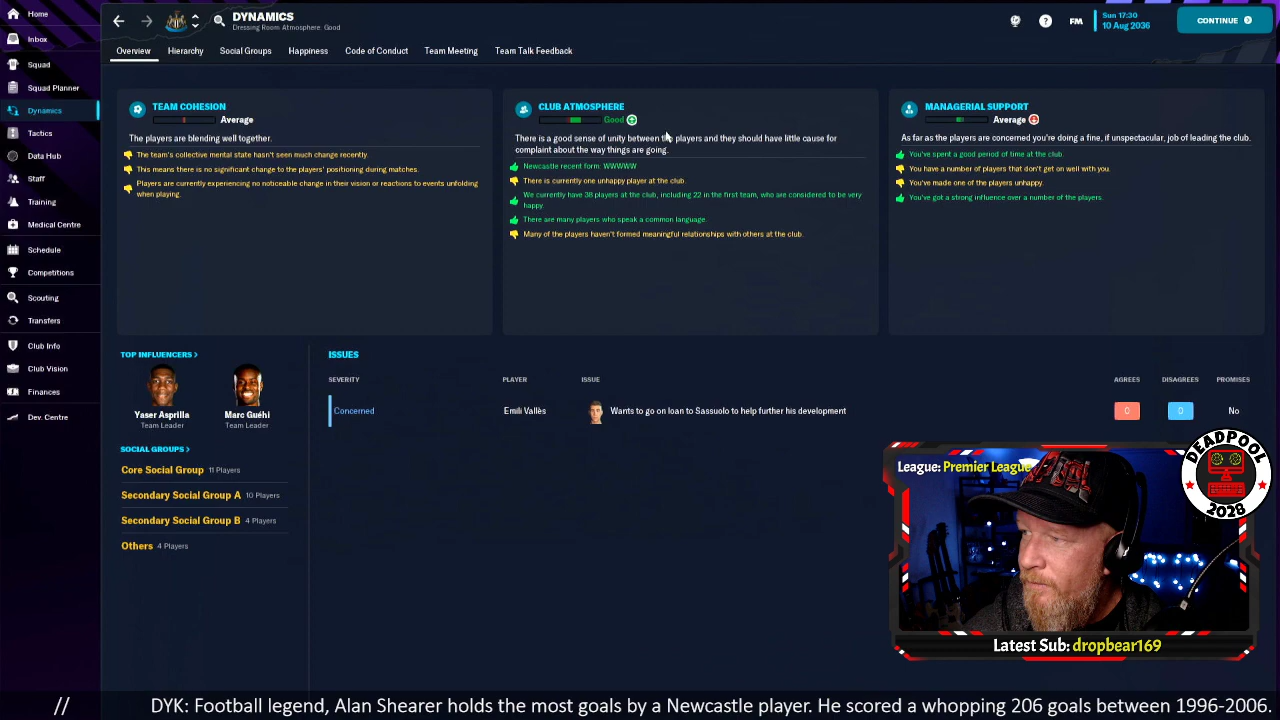 Home
Inbox
Squad
Squad Planner
Dynamics
Tactics
Data Hub
Staff
Training
Medical Centre
Schedule
Competitions
Scouting
Transfers
Club Info
Club Vision
Finances
Dev. Centre
DYNAMICS
Dressing Room Atmosphere: Good
FM
Sun 17:30
10 Aug 2036
CONTINUE
Overview
Hierarchy
Social Groups
Happiness
Code of Conduct
Team Meeting
Team Talk Feedback
TEAM COHESION
Average
The players are blending well together.
The team's collective mental state hasn't seen much change recently.
This means there is no significant change to the players' positioning during matches.
Players are currently experiencing no noticeable change in their vision or reactions to events unfolding
when playing.
CLUB ATMOSPHERE
Good
There is a good sense of unity between the players and they should have little cause for
complaint about the way things are going.
Newcastle recent form: WWWWW
There is currently one unhappy player at the club.
We currently have 38 players at the club, including 22 in the first team, who are considered to be very
happy.
There are many players who speak a common language.
Many of the players haven't formed meaningful relationships with others at the club.
MANAGERIAL SUPPORT
Average
As far as the players are concerned you're doing a fine, if unspectacular, job of leading the club.
You've spent a good period of time at the club.
You have a number of players that don't get on well with you.
You've made one of the players unhappy.
You've got a strong influence over a number of the players.
TOP INFLUENCERS >
Yaser Asprilla
Team Leader
Marc Guéhi
Team Leader
SOCIAL GROUPS >
Core Social Group 11 Players
Secondary Social Group A 10 Players
Secondary Social Group B 4 Players
Others 4 Players
ISSUES
SEVERITY PLAYER ISSUE AGREES DISAGREES PROMISES
Concerned Emili Vallès Wants to go on loan to Sassuolo to help further his development 0 0 No
League: Premier League
DEADPOOL
2028
Latest Sub: dropbear169
// DYK: Football legend, Alan Shearer holds the most goals by a Newcastle player. He scored a whopping 206 goals between 1996-2006.